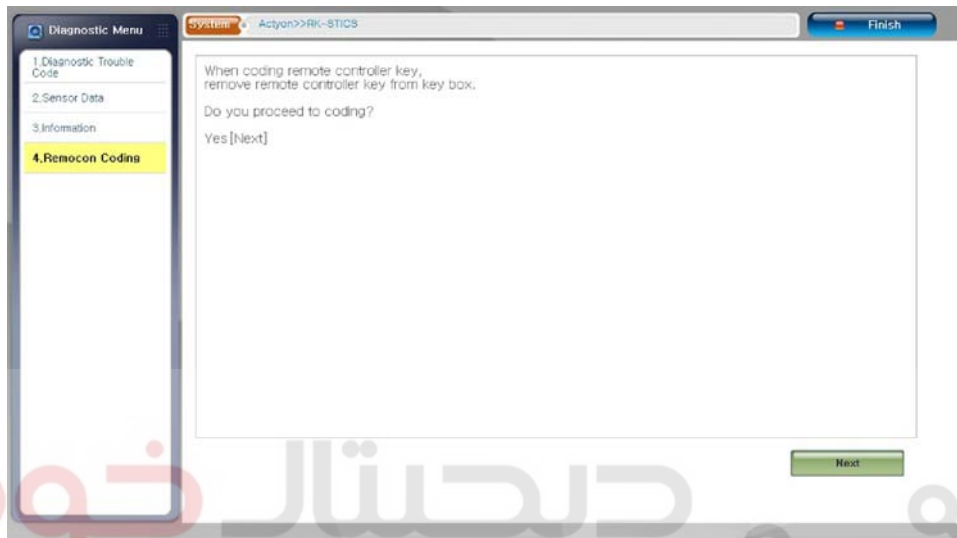 Diagnostic Menu
System
Actyon>>RK-STICS
Finish
1.Diagnostic Trouble
Code
2.Sensor Data
3.Information
4.Remocon Coding
When coding remote controller key,
remove remote controller key from key box.
Do you proceed to coding?
Yes[Next]
Next
دیجیتال خو